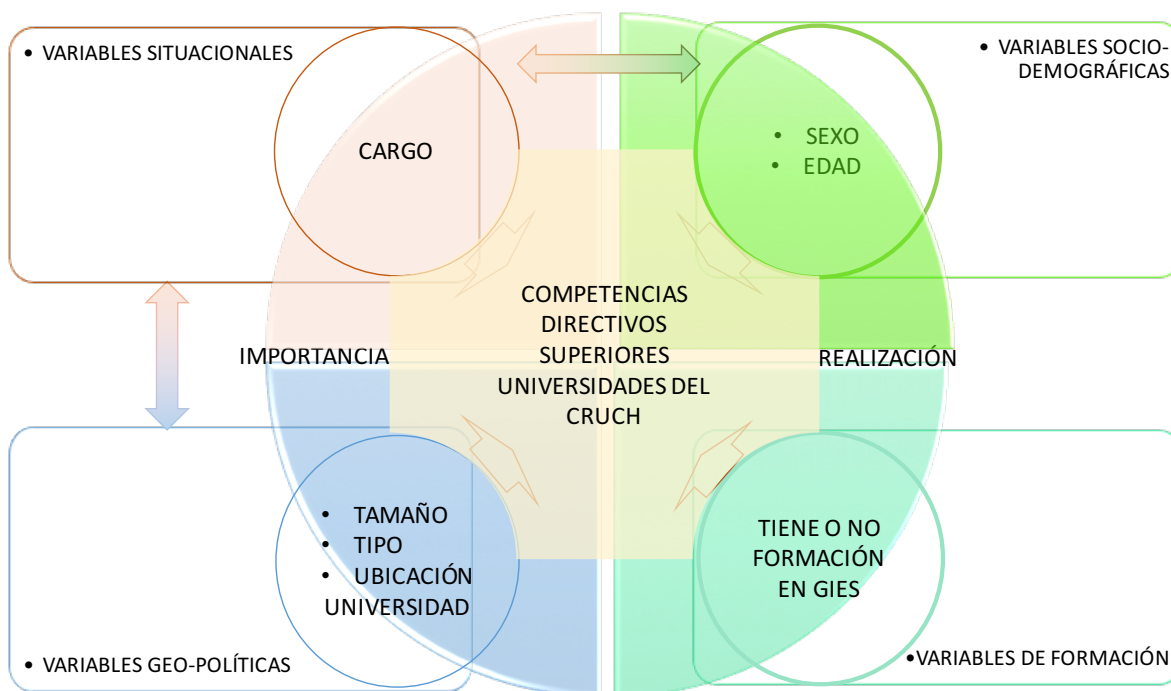 • VARIABLES SITUACIONALES
• VARIABLES SOCIO-
DEMOGRÁFICAS
CARGO
• SEXO
• EDAD
COMPETENCIAS
DIRECTIVOS
SUPERIORES
UNIVERSIDADES DEL
CRUCH
IMPORTANCIA
REALIZACIÓN
• TAMAÑO
• TIPO
• UBICACIÓN
UNIVERSIDAD
TIENE O NO
FORMACIÓN
EN GIES
• VARIABLES GEO-POLÍTICAS
•VARIABLES DE FORMACIÓN